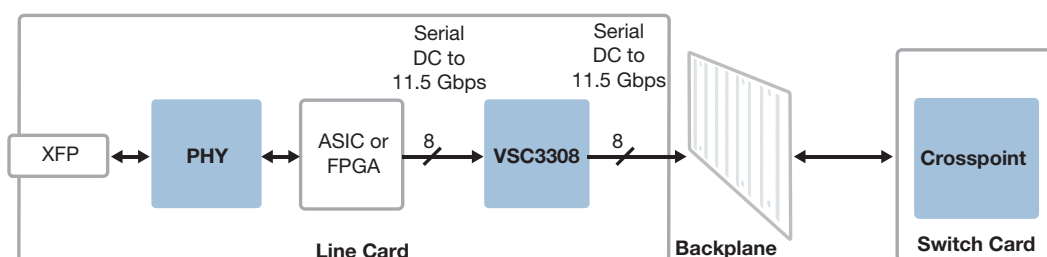 Serial
DC to
11.5 Gbps
Serial
DC to
11.5 Gbps
XFP
PHY
ASIC or
FPGA
8
VSC3308
8
Crosspoint
Line Card
Backplane
Switch Card